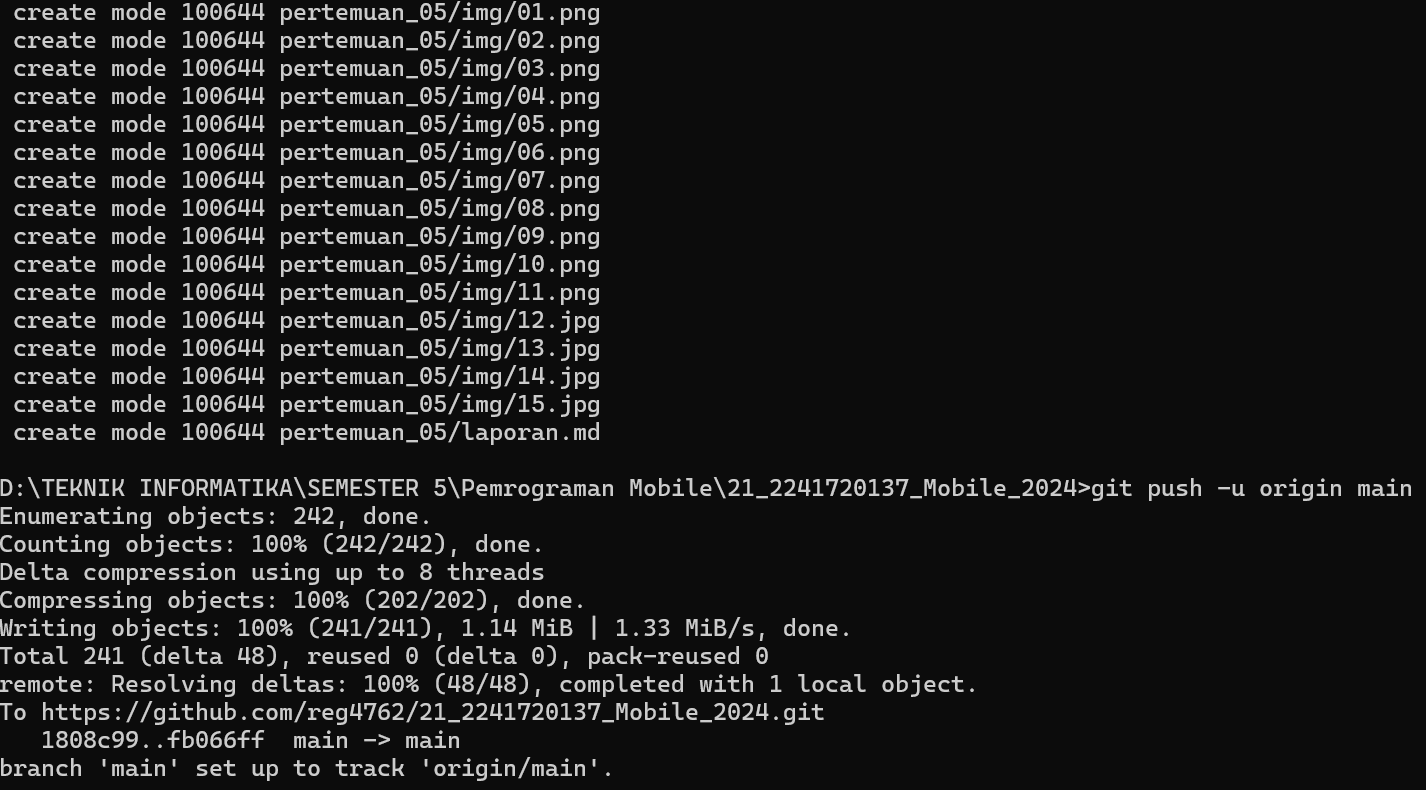 create mode 100644 pertemuan_05/img/01.png
create mode 100644 pertemuan_05/img/02.png
create mode 100644 pertemuan_05/img/03.png
create mode 100644 pertemuan_05/img/04.png
create mode 100644 pertemuan_05/img/05.png
create mode 100644 pertemuan_05/img/06.png
create mode 100644 pertemuan_05/img/07.png
create mode 100644 pertemuan_05/img/08.png
create mode 100644 pertemuan_05/img/09.png
create mode 100644 pertemuan_05/img/10.png
create mode 100644 pertemuan_05/img/11.png
create mode 100644 pertemuan_05/img/12.jpg
create mode 100644 pertemuan_05/img/13.jpg
create mode 100644 pertemuan_05/img/14.jpg
create mode 100644 pertemuan_05/img/15.jpg
create mode 100644 pertemuan_05/laporan.md
D:\TEKNIK INFORMATIKA\SEMESTER 5\Pemrograman Mobile\21_2241720137_Mobile_2024>git push -u origin main
Enumerating objects: 242, done.
Counting objects: 100% (242/242), done.
Delta compression using up to 8 threads
Compressing objects: 100% (202/202), done.
Writing objects: 100% (241/241), 1.14 MiB | 1.33 MiB/s, done.
Total 241 (delta 48), reused 0 (delta 0), pack-reused 0
remote: Resolving deltas: 100% (48/48), completed with 1 local object.
To https://github.com/reg4762/21_2241720137_Mobile_2024.git
1808c99..fb066ff  main -> main
branch 'main' set up to track 'origin/main'.